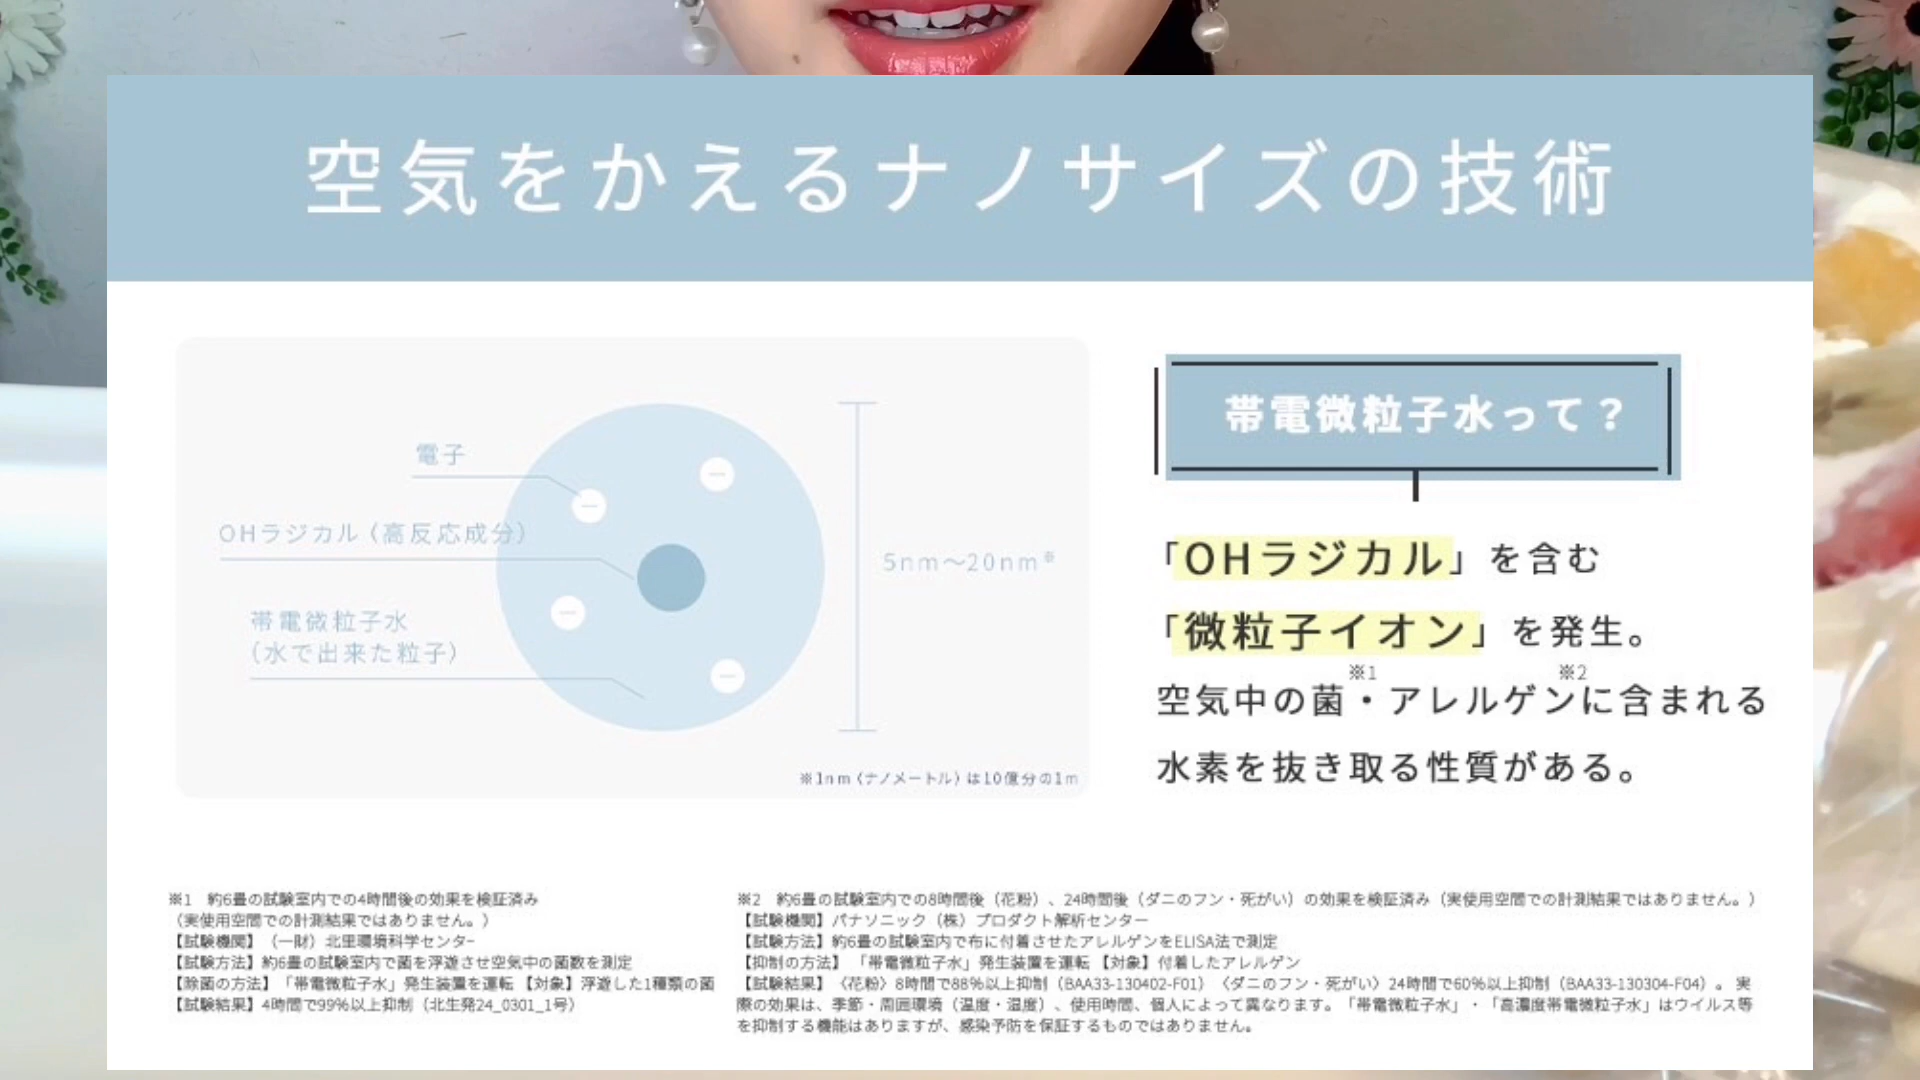 空気をかえるナノサイズの技術
電子
OHラジカル（高反応成分）
帯電微粒子水
（水で出来た粒子）
5nm～20nm※
※1nm（ナノメートル）は10億分の1m
帯電微粒子水って？
「OHラジカル」を含む
「微粒子イオン」を発生。
※1 ※2
空気中の菌・アレルゲンに含まれる
水素を抜き取る性質がある。
※1　約6畳の試験室内での4時間後の効果を検証済み
（実使用空間での計測結果ではありません。）
【試験機関】（一財）北里環境科学センター
【試験方法】約6畳の試験室内で菌を浮遊させ空気中の菌数を測定
【除菌の方法】「帯電微粒子水」発生装置を運転 【対象】浮遊した1種類の菌
【試験結果】4時間で99%以上抑制（北生発24_0301_1号）
※2　約6畳の試験室内での8時間後（花粉）、24時間後（ダニのフン・死がい）の効果を検証済み（実使用空間での計測結果ではありません。）
【試験機関】パナソニック（株）プロダクト解析センター
【試験方法】約6畳の試験室内で布に付着させたアレルゲンをELISA法で測定
【抑制の方法】「帯電微粒子水」発生装置を運転 【対象】付着したアレルゲン
【試験結果】〈花粉〉8時間で88%以上抑制（BAA33-130402-F01）〈ダニのフン・死がい〉24時間で60%以上抑制（BAA33-130304-F04）。実
際の効果は、季節・周囲環境（温度・湿度）、使用時間、個人によって異なります。「帯電微粒子水」・「高濃度帯電微粒子水」はウイルス等
を抑制する機能はありますが、感染予防を保証するものではありません。